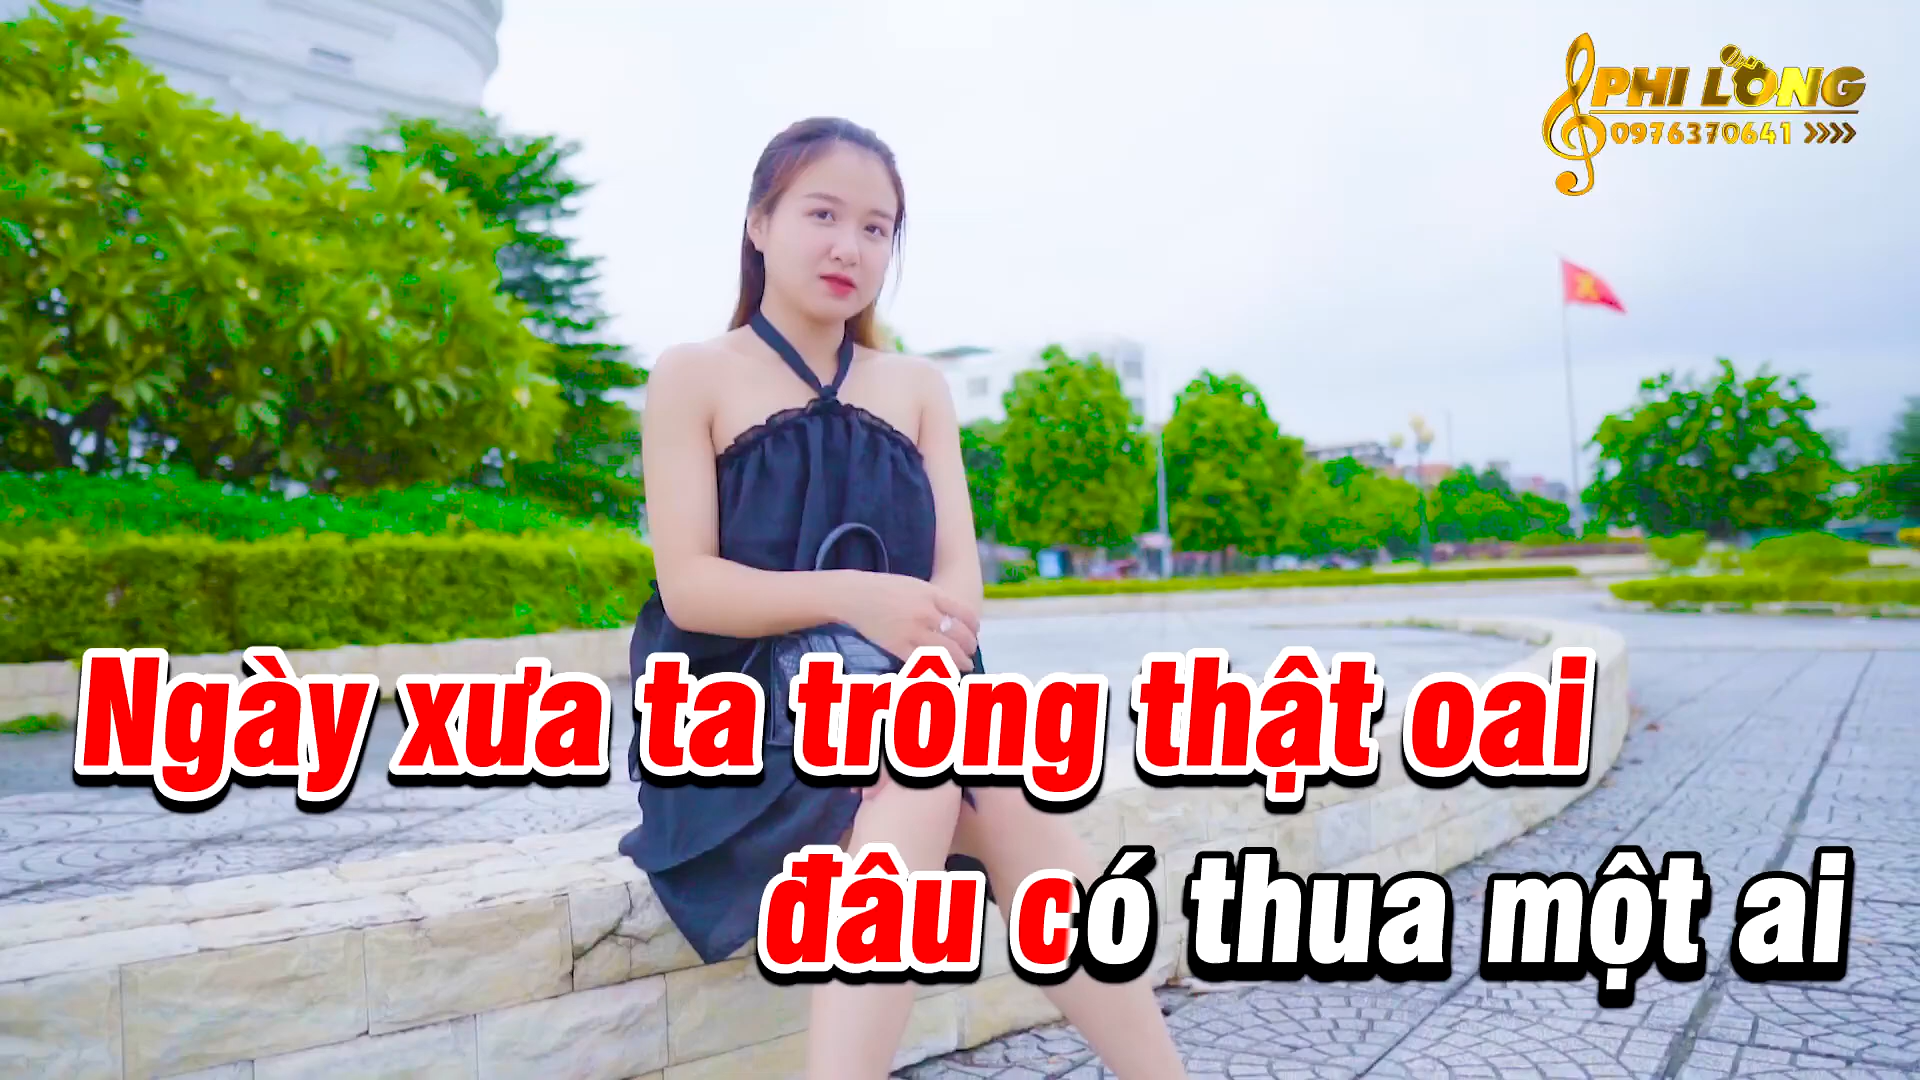 PHI LONG
0976370641
Ngày xưa ta trông thật oai
đâu có thua một ai